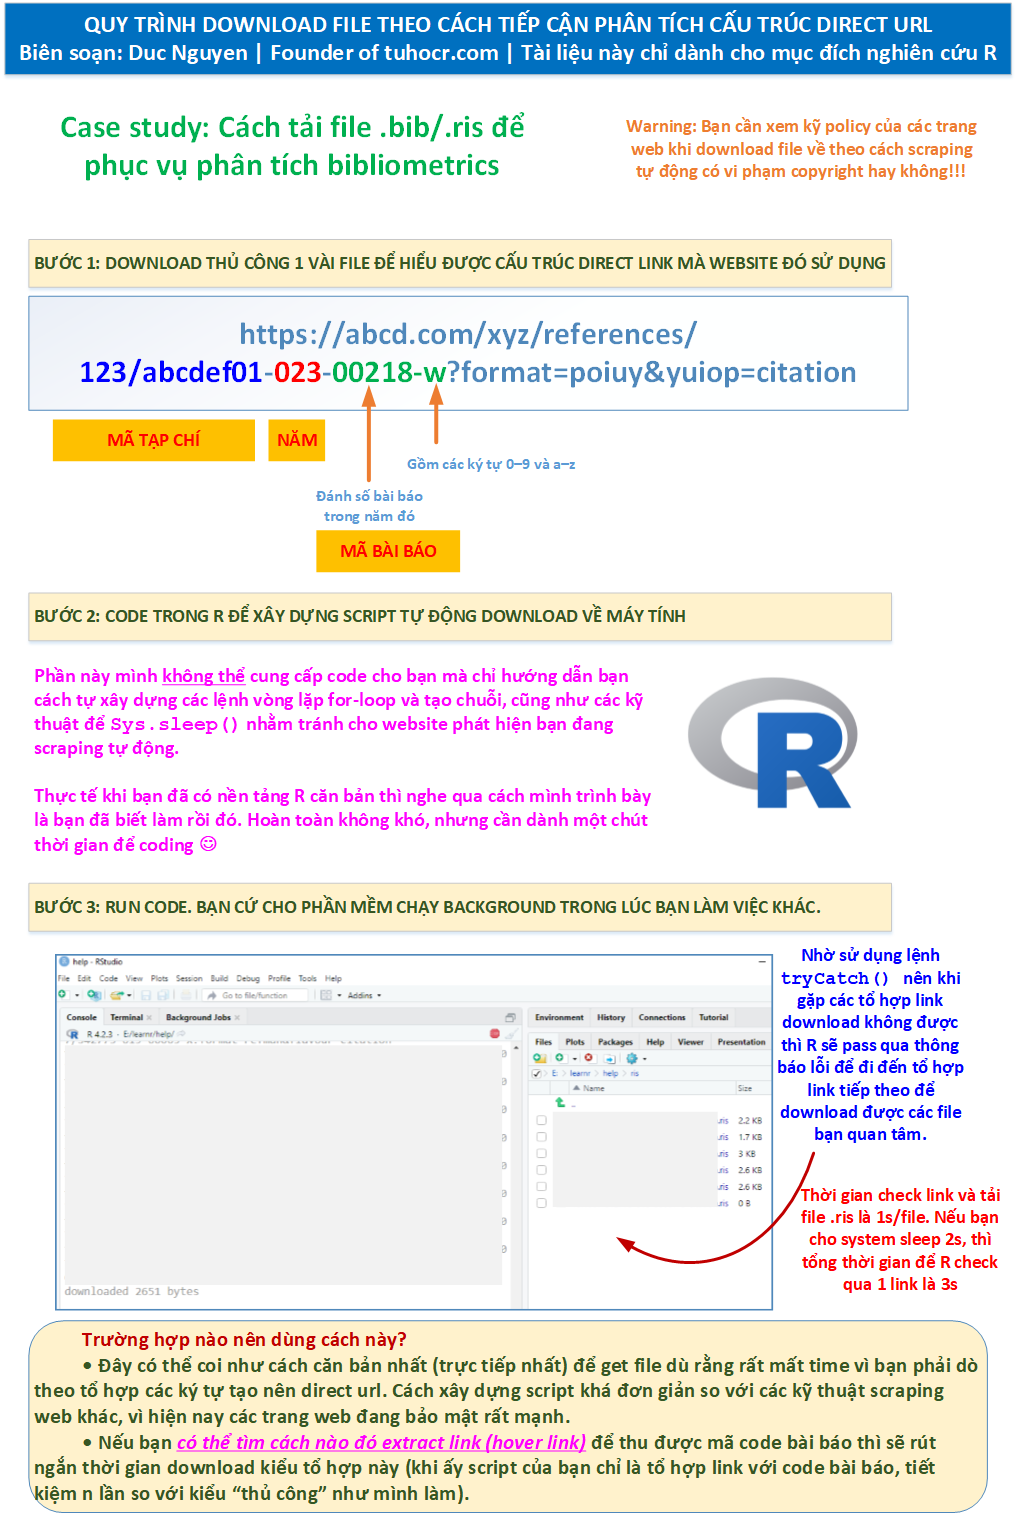 QUY TRÌNH DOWNLOAD FILE THEO CÁCH TIẾP CẬN PHÂN TÍCH CẤU TRÚC DIRECT URL
Biên soạn: Duc Nguyen | Founder of tuhocr.com | Tài liệu này chỉ dành cho mục đích nghiên cứu R
Case study: Cách tải file .bib/.ris để
phục vụ phân tích bibliometrics
Warning: Bạn cần xem kỹ policy của các trang
web khi download file về theo cách scraping
tự động có vi phạm copyright hay không!!!
BƯỚC 1: DOWNLOAD THỦ CÔNG 1 VÀI FILE ĐỂ HIỂU ĐƯỢC CẤU TRÚC DIRECT LINK MÀ WEBSITE ĐÓ SỬ DỤNG
https://abcd.com/xyz/references/
123/abcdef01-023-00218-w?format=poiuy&yuiop=citation
MÃ TẠP CHÍ
NĂM
Gồm các ký tự 0–9 và a–z
Đánh số bài báo
trong năm đó
MÃ BÀI BÁO
BƯỚC 2: CODE TRONG R ĐỂ XÂY DỰNG SCRIPT TỰ ĐỘNG DOWNLOAD VỀ MÁY TÍNH
Phần này mình không thể cung cấp code cho bạn mà chỉ hướng dẫn bạn
cách tự xây dựng các lệnh vòng lặp for-loop và tạo chuỗi, cũng như các kỹ
thuật để Sys.sleep() nhằm tránh cho website phát hiện bạn đang
scraping tự động.
Thực tế khi bạn đã có nền tảng R căn bản thì nghe qua cách mình trình bày
là bạn đã biết làm rồi đó. Hoàn toàn không khó, nhưng cần dành một chút
thời gian để coding ☺
R
BƯỚC 3: RUN CODE. BẠN CỨ CHO PHẦN MỀM CHẠY BACKGROUND TRONG LÚC BẠN LÀM VIỆC KHÁC.
help - RStudio
File Edit Code View Plots Session Build Debug Profile Tools Help
Go to file/function
Addins
Console Terminal Background Jobs
R 4.2.3 · E:/learnr/help/
downloaded 2651 bytes
Environment History Connections Tutorial
Files Plots Packages Help Viewer Presentation
E: learnr help ris
Name Size
..
.ris 2.2 KB
.ris 1.7 KB
.ris 3 KB
.ris 2.6 KB
.ris 2.6 KB
.ris 0 B
Nhờ sử dụng lệnh
tryCatch() nên khi
gặp các tổ hợp link
download không được
thì R sẽ pass qua thông
báo lỗi để đi đến tổ hợp
link tiếp theo để
download được các file
bạn quan tâm.
Thời gian check link và tải
file .ris là 1s/file. Nếu bạn
cho system sleep 2s, thì
tổng thời gian để R check
qua 1 link là 3s
Trường hợp nào nên dùng cách này?
• Đây có thể coi như cách căn bản nhất (trực tiếp nhất) để get file dù rằng rất mất time vì bạn phải dò
theo tổ hợp các ký tự tạo nên direct url. Cách xây dựng script khá đơn giản so với các kỹ thuật scraping
web khác, vì hiện nay các trang web đang bảo mật rất mạnh.
• Nếu bạn có thể tìm cách nào đó extract link (hover link) để thu được mã code bài báo thì sẽ rút
ngắn thời gian download kiểu tổ hợp này (khi ấy script của bạn chỉ là tổ hợp link với code bài báo, tiết
kiệm n lần so với kiểu “thủ công” như mình làm).